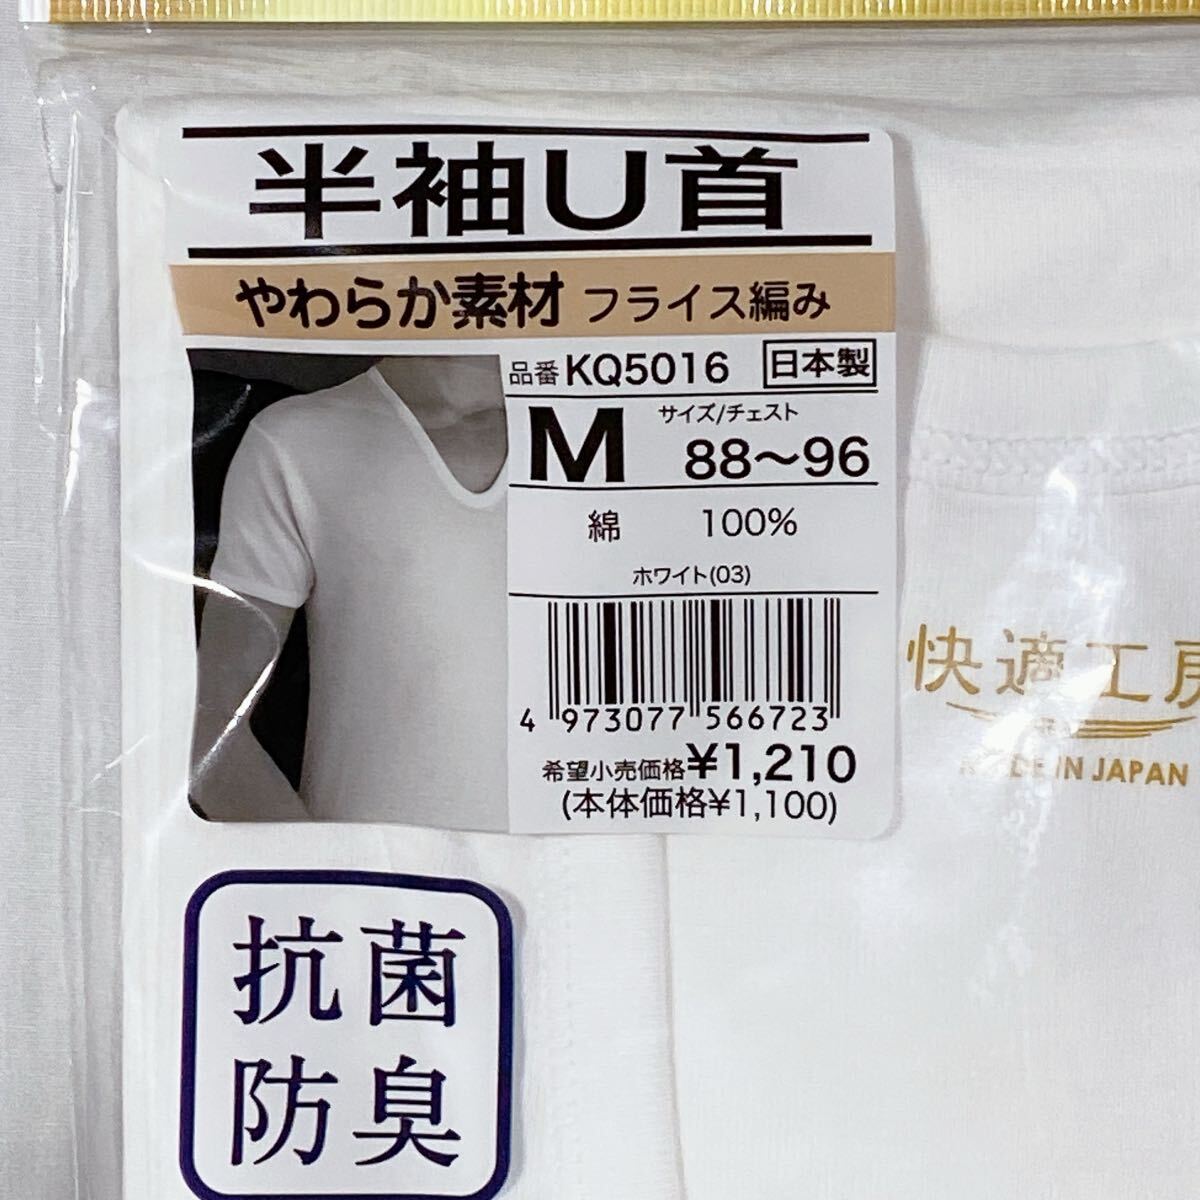 半袖U首
やわらか素材 フライス編み
品番 KQ5016 日本製
M サイズ/チェスト
88～96
綿 100%
ホワイト(03)
4 973077 566723
希望小売価格¥1,210
(本体価格¥1,100)
快適工房
MADE IN JAPAN
抗菌
防臭